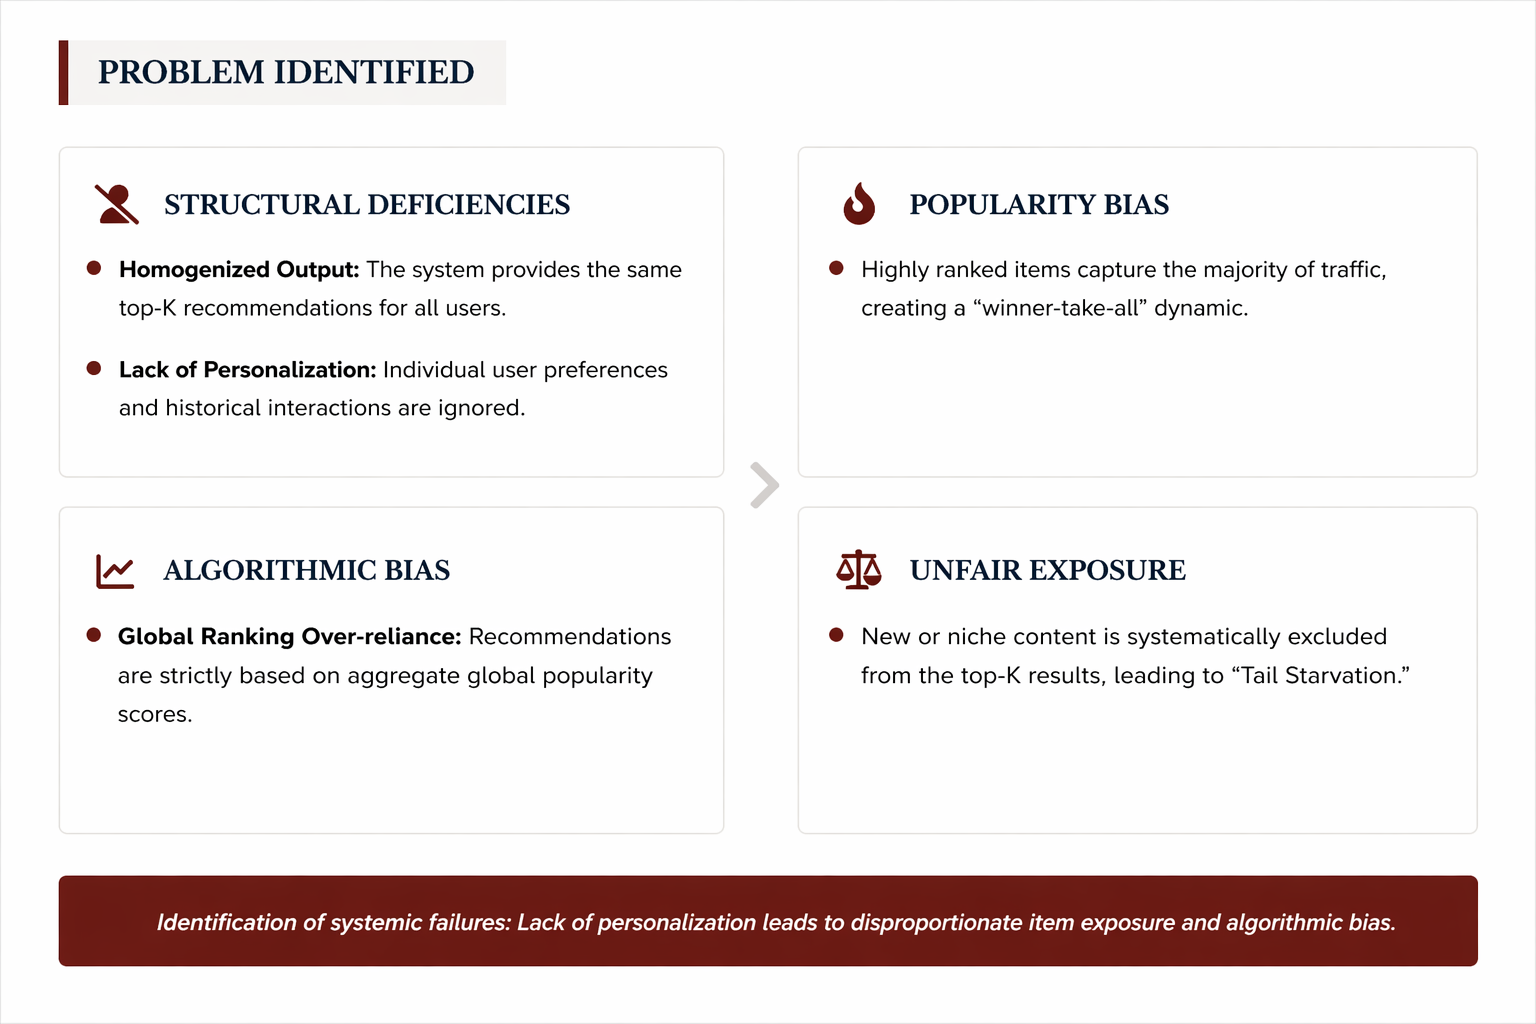 PROBLEM IDENTIFIED
STRUCTURAL DEFICIENCIES
Homogenized Output: The system provides the same
top-K recommendations for all users.
Lack of Personalization: Individual user preferences
and historical interactions are ignored.
POPULARITY BIAS
Highly ranked items capture the majority of traffic,
creating a “winner-take-all” dynamic.
ALGORITHMIC BIAS
Global Ranking Over-reliance: Recommendations
are strictly based on aggregate global popularity
scores.
UNFAIR EXPOSURE
New or niche content is systematically excluded
from the top-K results, leading to “Tail Starvation.”
Identification of systemic failures: Lack of personalization leads to disproportionate item exposure and algorithmic bias.